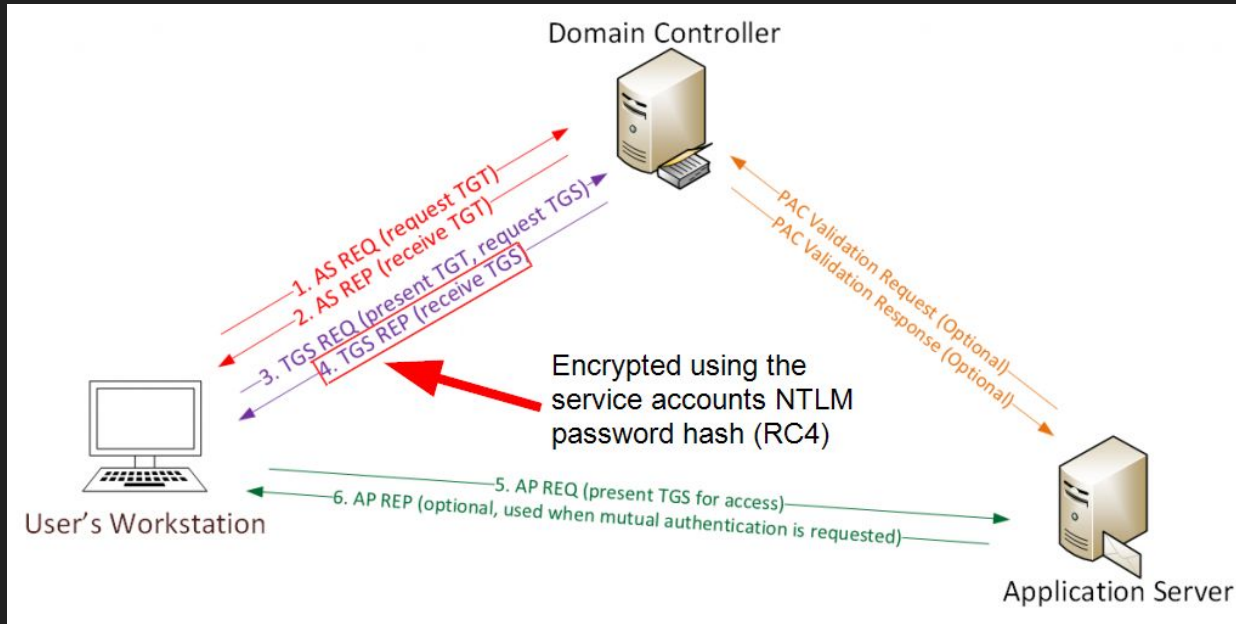 Domain Controller
1. AS REQ (request TGT)
2. AS REP (receive TGT)
3. TGS REQ (present TGT, request TGS)
4. TGS REP (receive TGS)
PAC Validation Request (Optional)
PAC Validation Response (Optional)
Encrypted using the
service accounts NTLM
password hash (RC4)
5. AP REQ (present TGS for access)
6. AP REP (optional, used when mutual authentication is requested)
User's Workstation
Application Server